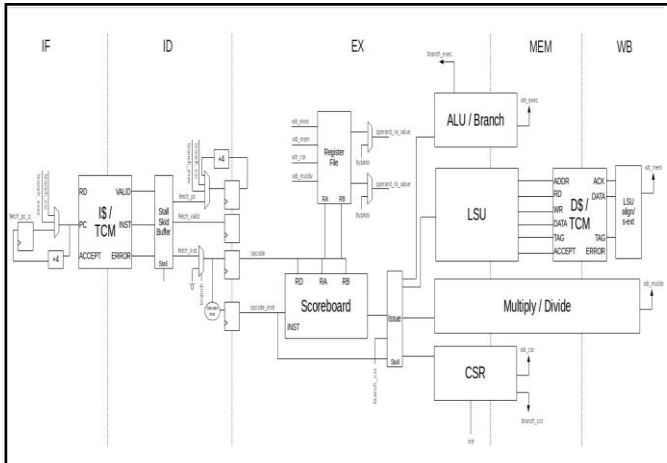 IF
ID
EX
MEM
WB
branch_exec
ALU / Branch
wb_exec
wb_exec
wb_mem
wb_csr
wb_muldiv
Register
File
RA
RB
operand_ra_value
bypass
operand_rb_value
bypass
fetch_pc_q
+4
RD
PC
ACCEPT
I$ /
TCM
VALID
INST
ERROR
Stall
Skid
Buffer
Stall
+4
fetch_pc
fetch_valid
fetch_inst
opcode
opcode_instr
RD
RA
RB
Scoreboard
INST
Issue
Stall
branch_csr
LSU
ADDR
RD
WR
DATA
TAG
ACCEPT
D$ /
TCM
ACK
DATA
TAG
ERROR
LSU
align/
s-ext
wb_mem
Multiply / Divide
wb_muldiv
CSR
wb_csr
branch_csr
intr